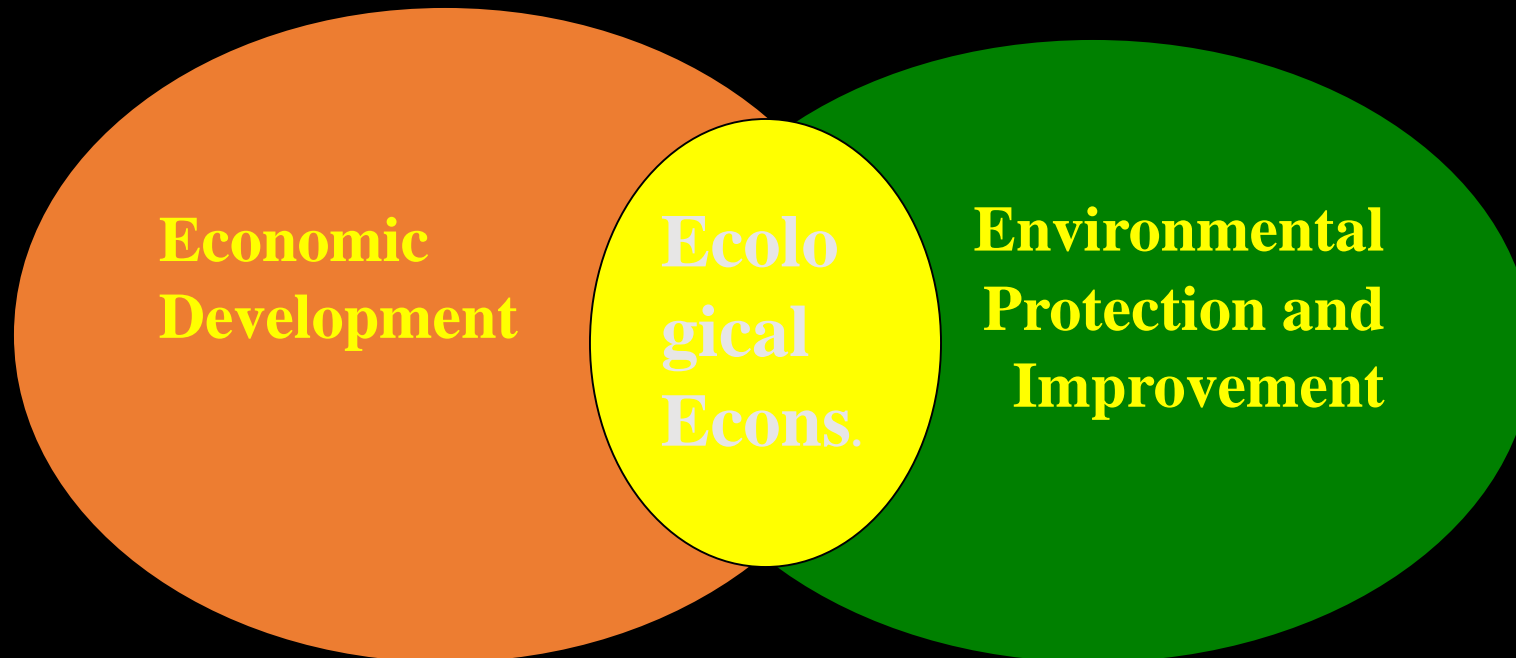 Economic
Development
Ecolo
gical
Econs.
Environmental
Protection and
Improvement